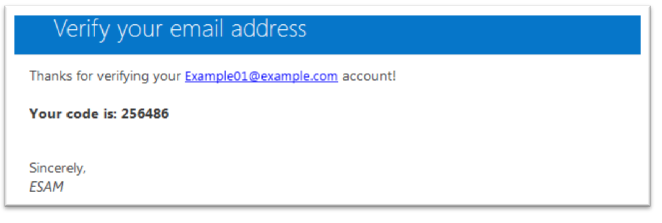 Verify your email address
Thanks for verifying your Example01@example.com account!
Your code is: 256486
Sincerely,
ESAM